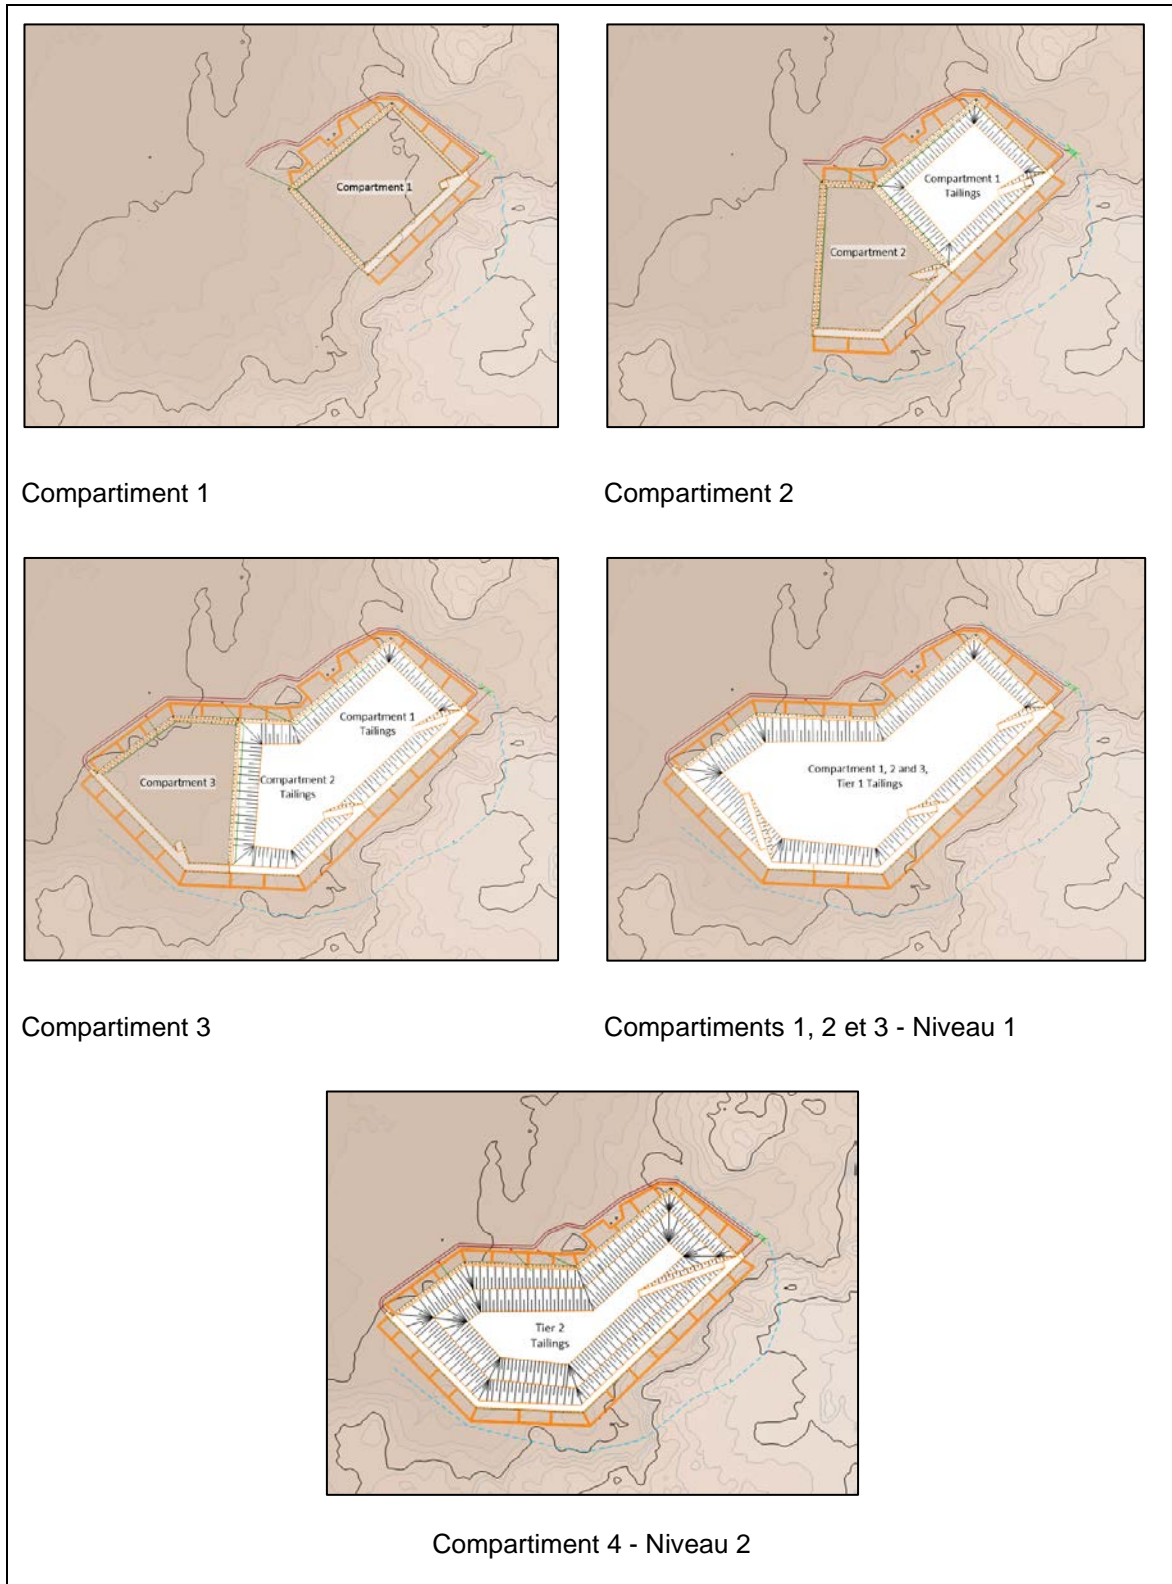 Compartment 1
Compartment 1
Tailings
Compartment 2
Compartiment 1
Compartiment 2
Compartment 1
Tailings
Compartment 3
Compartment 2
Tailings
Compartment 1, 2 and 3,
Tier 1 Tailings
Compartiment 3
Compartiments 1, 2 et 3 - Niveau 1
Tier 2
Tailings
Compartiment 4 - Niveau 2